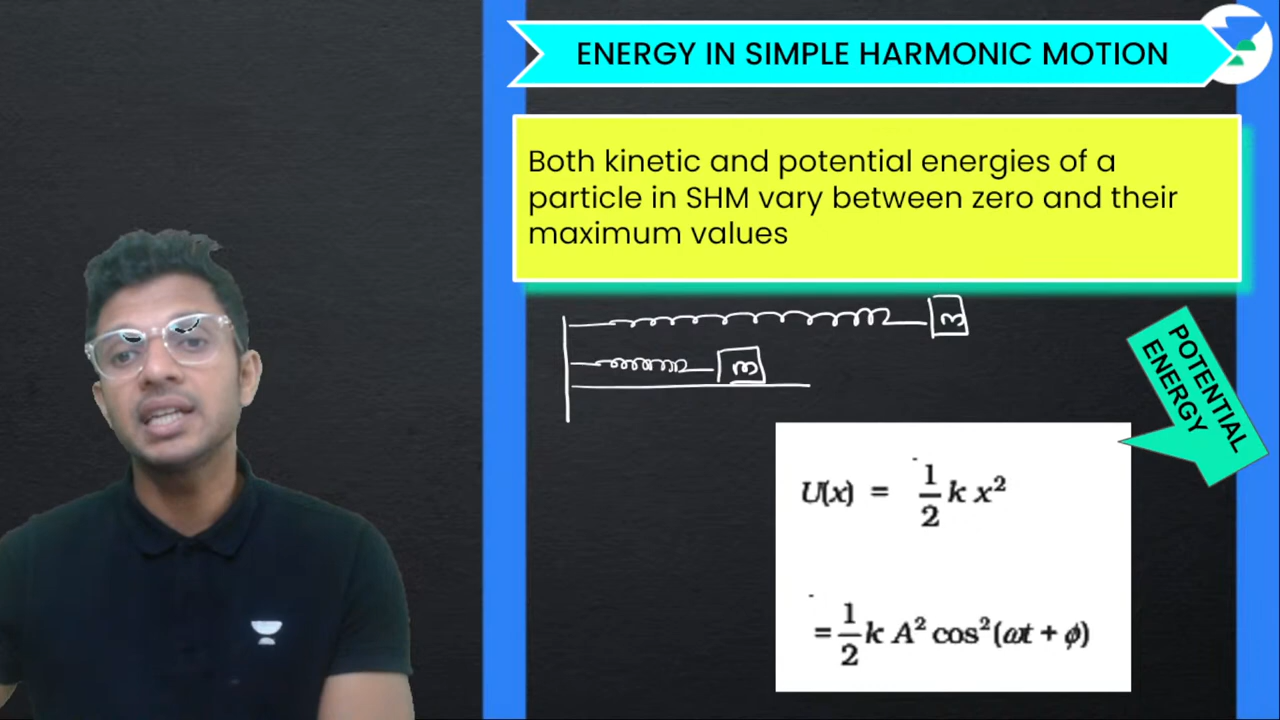 ENERGY IN SIMPLE HARMONIC MOTION
Both kinetic and potential energies of a
particle in SHM vary between zero and their
maximum values
m
m
POTENTIAL
ENERGY
U(x) = 1/2 k x²
= 1/2 k A² cos²(ωt + ϕ)